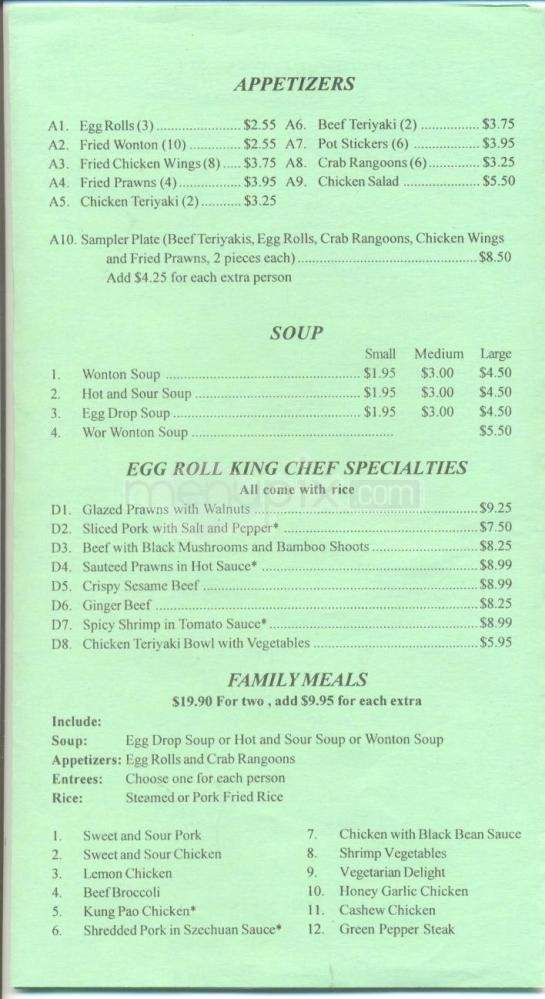 APPETIZERS
A1. Egg Rolls (3) ...................... $2.55 A6. Beef Teriyaki (2) ............... $3.75
A2. Fried Wonton (10) ............... $2.55 A7. Pot Stickers (6) ................. $3.95
A3. Fried Chicken Wings (8) ..... $3.75 A8. Crab Rangoons (6) ............. $3.25
A4. Fried Prawns (4) ................. $3.95 A9. Chicken Salad .................... $5.50
A5. Chicken Teriyaki (2) ........... $3.25
A10. Sampler Plate (Beef Teriyakis, Egg Rolls, Crab Rangoons, Chicken Wings
and Fried Prawns, 2 pieces each) ................................................ $8.50
Add $4.25 for each extra person
SOUP
Small Medium Large
1. Wonton Soup ..................................................... $1.95 $3.00 $4.50
2. Hot and Sour Soup ............................................. $1.95 $3.00 $4.50
3. Egg Drop Soup ................................................... $1.95 $3.00 $4.50
4. Wor Wonton Soup ...................................................... $5.50
EGG ROLL KING CHEF SPECIALTIES
All come with rice
menupix.com
D1. Glazed Prawns with Walnuts ............................................................ $9.25
D2. Sliced Pork with Salt and Pepper* .................................................... $7.50
D3. Beef with Black Mushrooms and Bamboo Shoots ............................ $8.25
D4. Sauteed Prawns in Hot Sauce* .......................................................... $8.99
D5. Crispy Sesame Beef .......................................................................... $8.99
D6. Ginger Beef ....................................................................................... $8.25
D7. Spicy Shrimp in Tomato Sauce* ........................................................ $8.99
D8. Chicken Teriyaki Bowl with Vegetables ............................................ $5.95
FAMILY MEALS
$19.90 For two , add $9.95 for each extra
Include:
Soup: Egg Drop Soup or Hot and Sour Soup or Wonton Soup
Appetizers: Egg Rolls and Crab Rangoons
Entrees: Choose one for each person
Rice: Steamed or Pork Fried Rice
1. Sweet and Sour Pork 7. Chicken with Black Bean Sauce
2. Sweet and Sour Chicken 8. Shrimp Vegetables
3. Lemon Chicken 9. Vegetarian Delight
4. Beef Broccoli 10. Honey Garlic Chicken
5. Kung Pao Chicken* 11. Cashew Chicken
6. Shredded Pork in Szechuan Sauce* 12. Green Pepper Steak